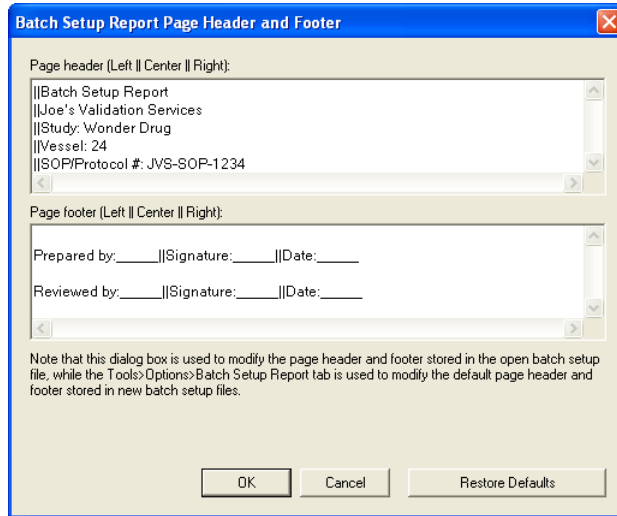 Batch Setup Report Page Header and Footer
Page header (Left || Center || Right):
||Batch Setup Report
||Joe's Validation Services
||Study: Wonder Drug
||Vessel: 24
||SOP/Protocol #: JVS-SOP-1234
Page footer (Left || Center || Right):
Prepared by:______||Signature:______||Date:______
Reviewed by:______||Signature:______||Date:______
Note that this dialog box is used to modify the page header and footer stored in the open batch setup
file, while the Tools>Options>Batch Setup Report tab is used to modify the default page header and
footer stored in new batch setup files.
OK Cancel Restore Defaults